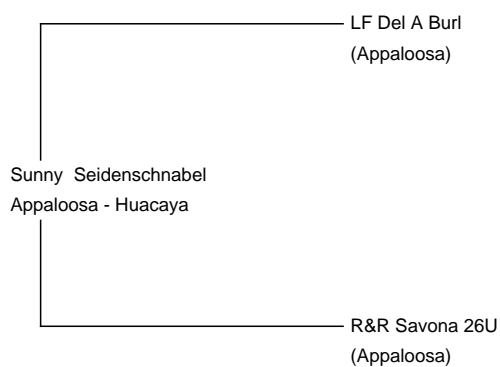 LF Del A Burl
(Appaloosa)
Sunny Seidenschnabel
Appaloosa - Huacaya
R&R Savona 26U
(Appaloosa)